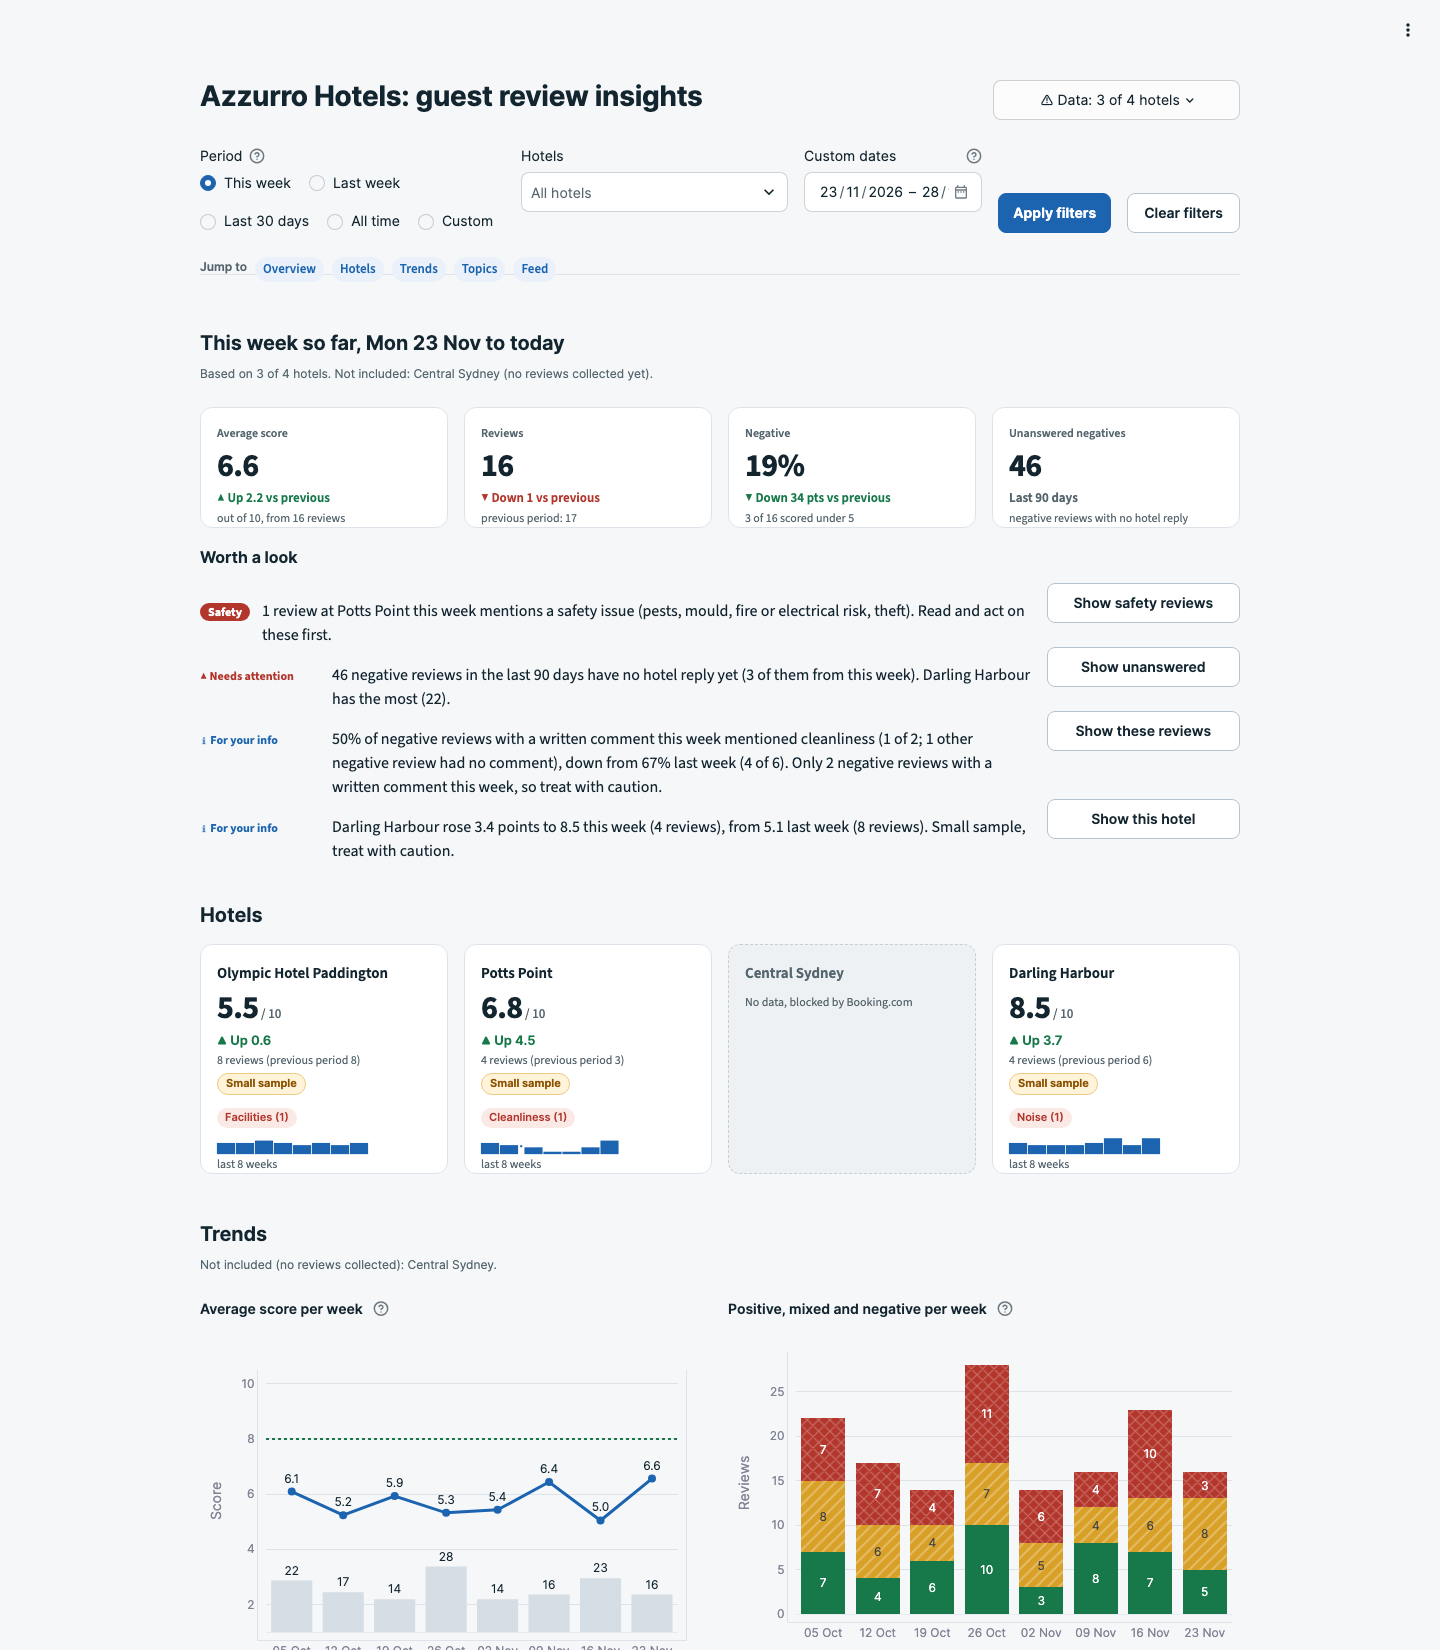 Azzurro Hotels: guest review insights
Data: 3 of 4 hotels
Period
Hotels
Custom dates
This week
Last week
All hotels
23/11/2026 – 28/
Last 30 days
All time
Custom
Apply filters
Clear filters
Jump to
Overview
Hotels
Trends
Topics
Feed
This week so far, Mon 23 Nov to today
Based on 3 of 4 hotels. Not included: Central Sydney (no reviews collected yet).
Average score
6.6
▲ Up 2.2 vs previous
out of 10, from 16 reviews
Reviews
16
▼ Down 1 vs previous
previous period: 17
Negative
19%
▼ Down 34 pts vs previous
3 of 16 scored under 5
Unanswered negatives
46
Last 90 days
negative reviews with no hotel reply
Worth a look
Safety
1 review at Potts Point this week mentions a safety issue (pests, mould, fire or electrical risk, theft). Read and act on
these first.
Show safety reviews
▲ Needs attention
46 negative reviews in the last 90 days have no hotel reply yet (3 of them from this week). Darling Harbour
has the most (22).
Show unanswered
i For your info
50% of negative reviews with a written comment this week mentioned cleanliness (1 of 2; 1 other
negative review had no comment), down from 67% last week (4 of 6). Only 2 negative reviews with a
written comment this week, so treat with caution.
Show these reviews
i For your info
Darling Harbour rose 3.4 points to 8.5 this week (4 reviews), from 5.1 last week (8 reviews). Small sample,
treat with caution.
Show this hotel
Hotels
Olympic Hotel Paddington
5.5 / 10
▲ Up 0.6
8 reviews (previous period 8)
Small sample
Facilities (1)
last 8 weeks
Potts Point
6.8 / 10
▲ Up 4.5
4 reviews (previous period 3)
Small sample
Cleanliness (1)
last 8 weeks
Central Sydney
No data, blocked by Booking.com
Darling Harbour
8.5 / 10
▲ Up 3.7
4 reviews (previous period 6)
Small sample
Noise (1)
last 8 weeks
Trends
Not included (no reviews collected): Central Sydney.
Average score per week
Score
10
8
6
4
2
6.1
5.2
5.9
5.3
5.4
6.4
5.0
6.6
22
17
14
28
14
16
23
16
05 Oct
12 Oct
19 Oct
26 Oct
02 Nov
09 Nov
16 Nov
23 Nov
Positive, mixed and negative per week
Reviews
25
20
15
10
5
0
7
8
7
7
6
4
4
4
6
11
7
10
6
5
3
4
4
8
10
6
7
3
8
5
05 Oct
12 Oct
19 Oct
26 Oct
02 Nov
09 Nov
16 Nov
23 Nov